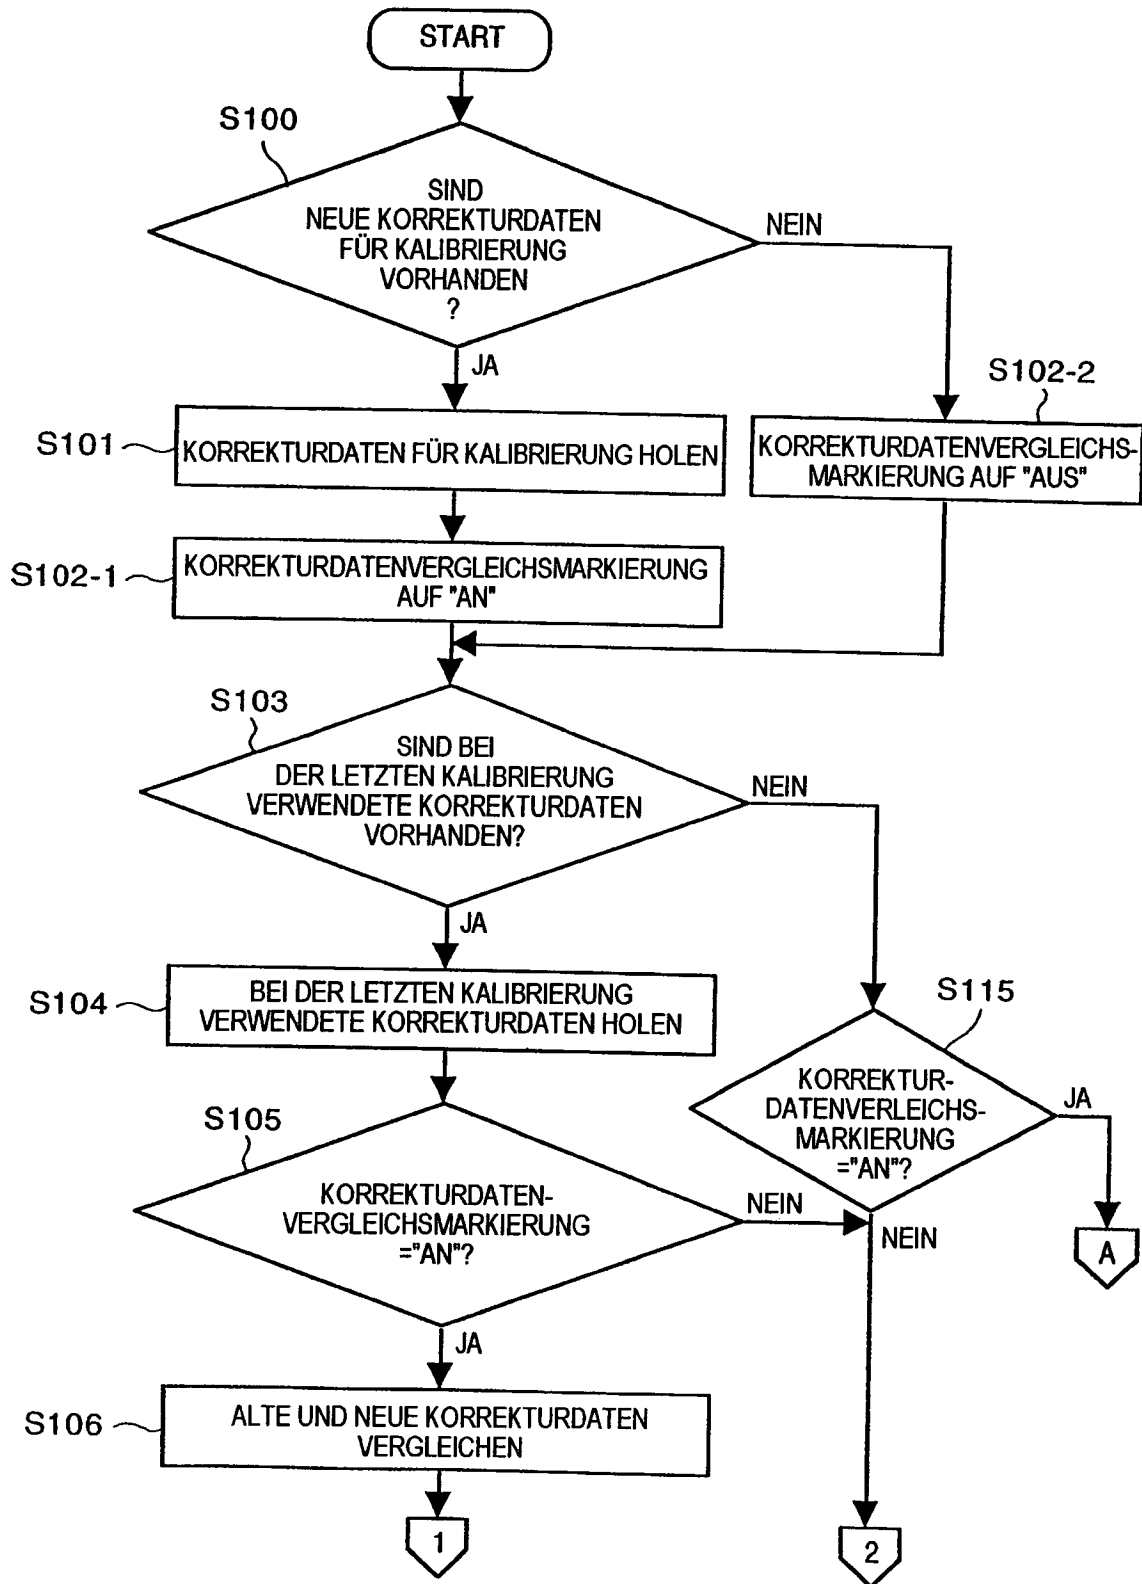 START
S100
SIND
NEUE KORREKTURDATEN
FÜR KALIBRIERUNG
VORHANDEN
?
NEIN
JA
S102-2
S101
KORREKTURDATEN FÜR KALIBRIERUNG HOLEN
KORREKTURDATENVERGLEICHS-
MARKIERUNG AUF "AUS"
S102-1
KORREKTURDATENVERGLEICHSMARKIERUNG
AUF "AN"
S103
SIND BEI
DER LETZTEN KALIBRIERUNG
VERWENDETE KORREKTURDATEN
VORHANDEN?
NEIN
JA
S104
BEI DER LETZTEN KALIBRIERUNG
VERWENDETE KORREKTURDATEN HOLEN
S115
KORREKTUR-
DATENVERLEICHS-
MARKIERUNG
="AN"?
JA
S105
KORREKTURDATEN-
VERGLEICHSMARKIERUNG
="AN"?
NEIN
NEIN
A
JA
S106
ALTE UND NEUE KORREKTURDATEN
VERGLEICHEN
1
2